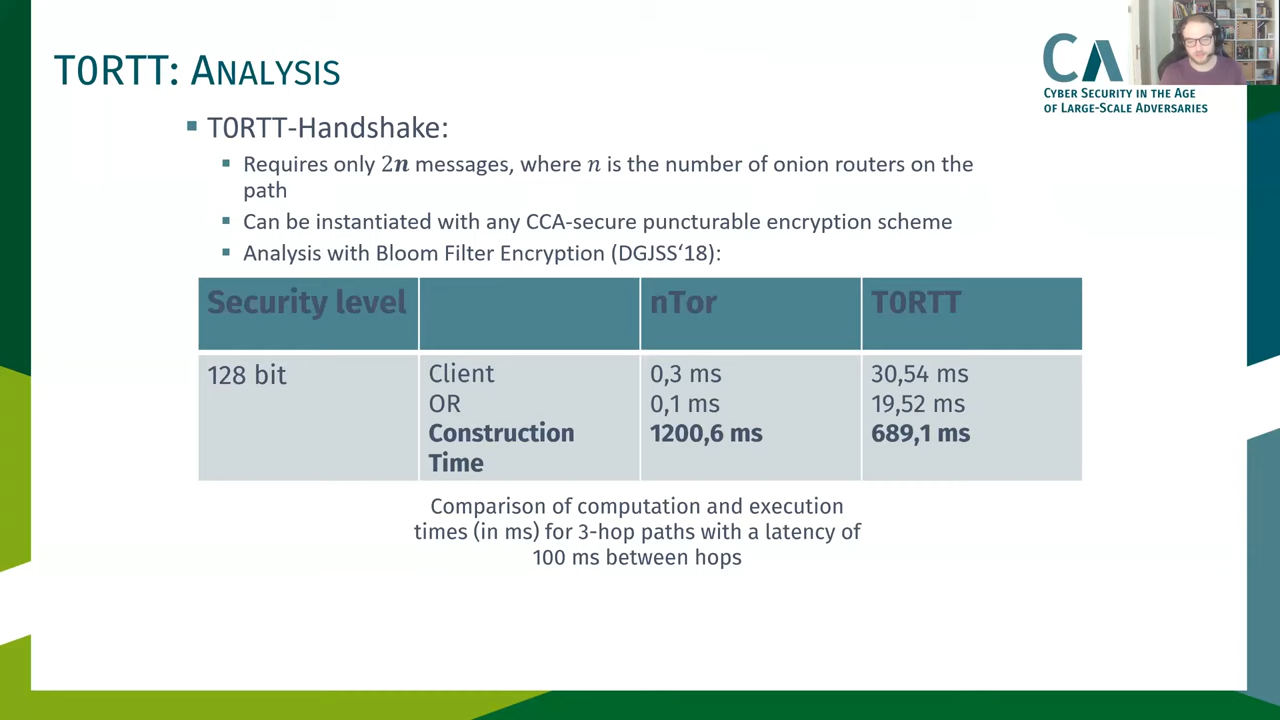 T0RTT: ANALYSIS
CA
CYBER SECURITY IN THE AGE
OF LARGE-SCALE ADVERSARIES
▪ T0RTT-Handshake:
▪ Requires only 2n messages, where n is the number of onion routers on the
path
▪ Can be instantiated with any CCA-secure puncturable encryption scheme
▪ Analysis with Bloom Filter Encryption (DGJSS‘18):
Security level nTor T0RTT
128 bit Client 0,3 ms 30,54 ms
OR 0,1 ms 19,52 ms
Construction 1200,6 ms 689,1 ms
Time
Comparison of computation and execution
times (in ms) for 3-hop paths with a latency of
100 ms between hops